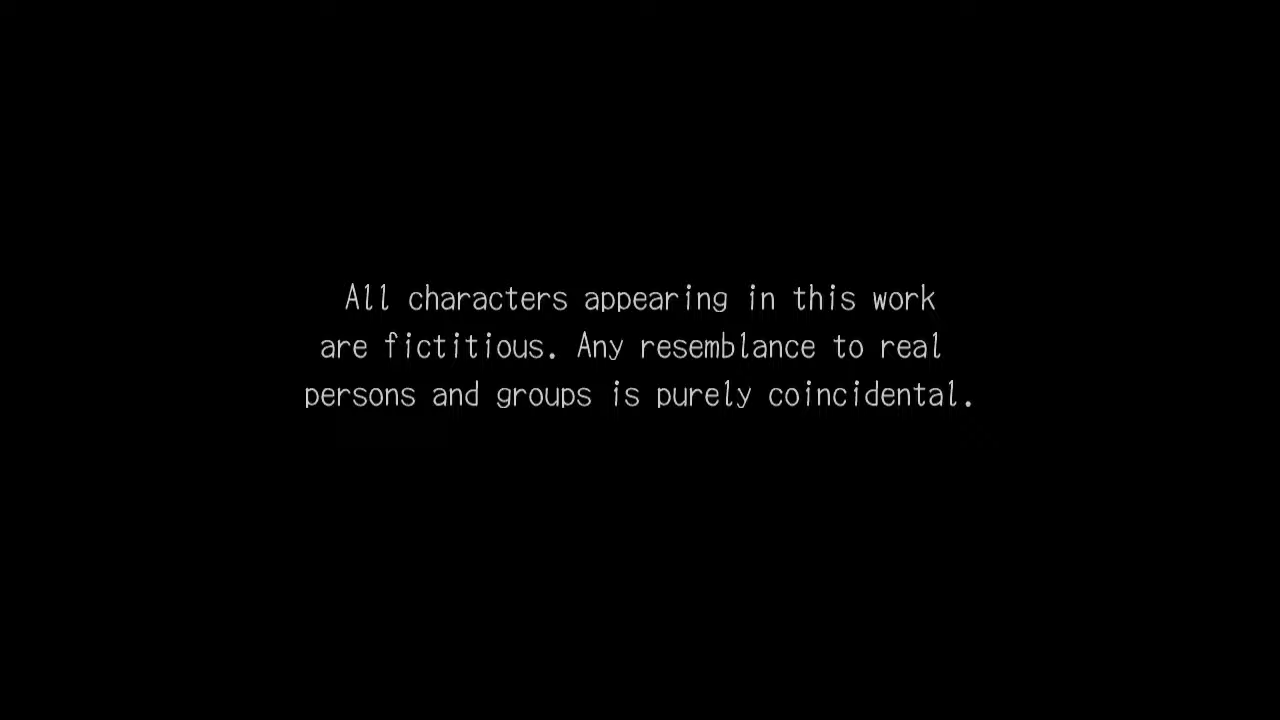 All characters appearing in this work
are fictitious. Any resemblance to real
persons and groups is purely coincidental.